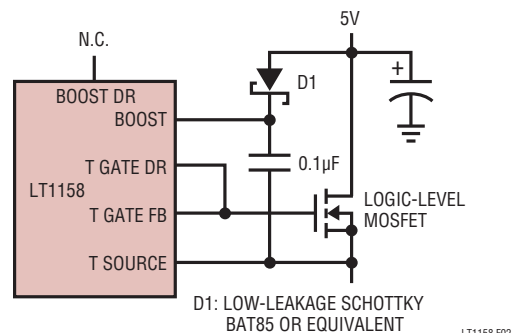 5V
N.C.
BOOST DR
BOOST
D1
+
T GATE DR
0.1µF
LT1158
T GATE FB
LOGIC-LEVEL
MOSFET
T SOURCE
D1: LOW-LEAKAGE SCHOTTKY
BAT85 OR EQUIVALENT
LT1158 F02